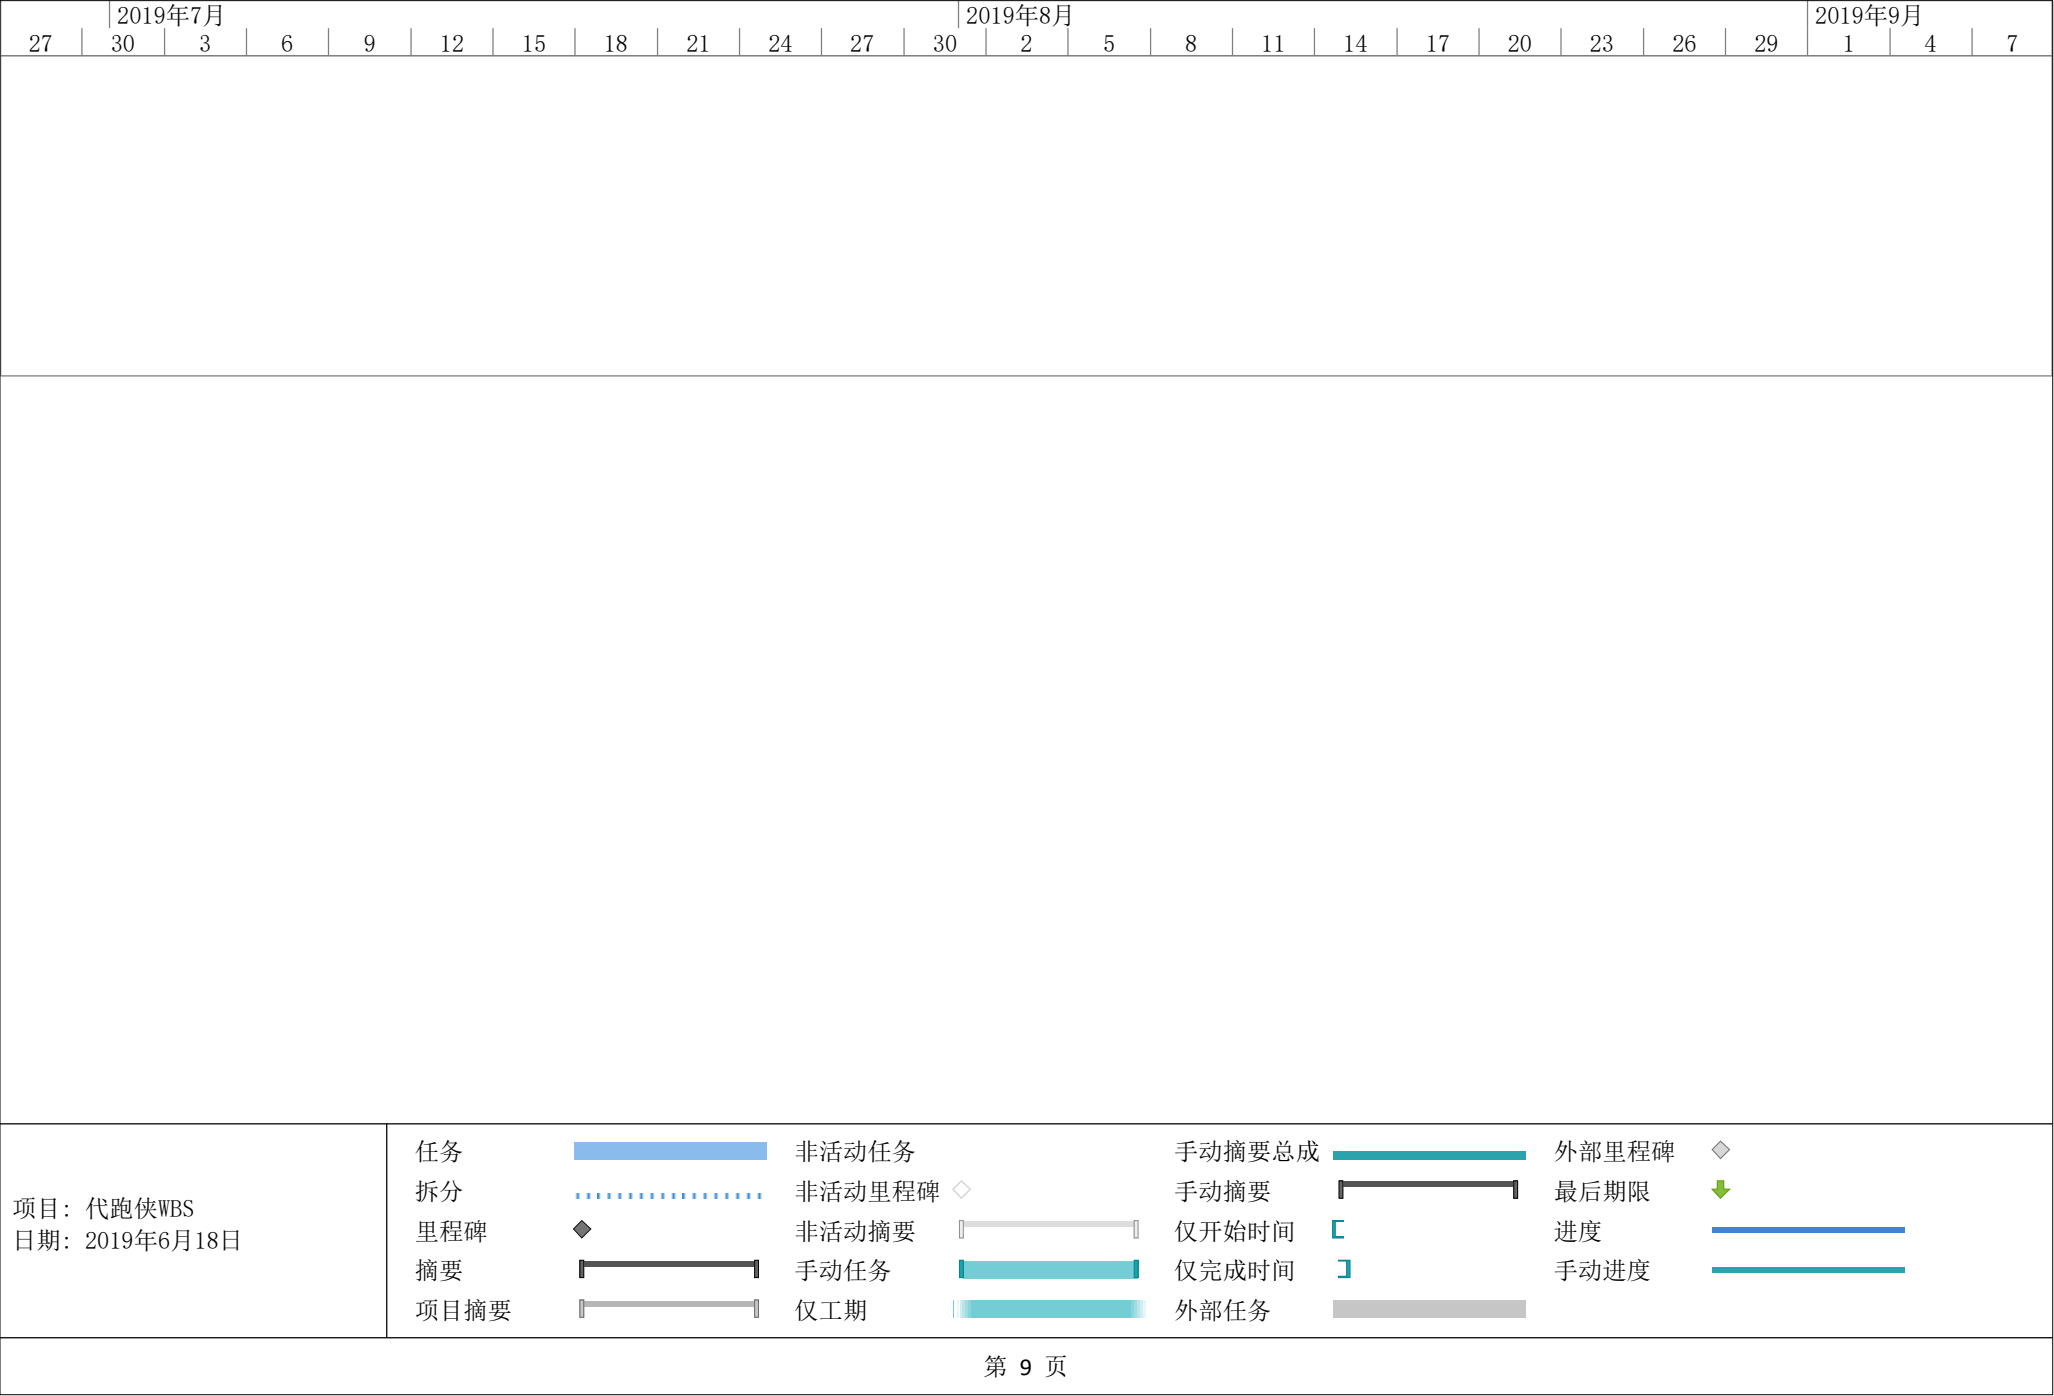 2019年7月 2019年8月 2019年9月
27 30 3 6 9 12 15 18 21 24 27 30 2 5 8 11 14 17 20 23 26 29 1 4 7
项目: 代跑侠WBS
日期: 2019年6月18日
任务 非活动任务 手动摘要总成 外部里程碑
拆分 非活动里程碑 手动摘要 最后期限
里程碑 非活动摘要 仅开始时间 进度
摘要 手动任务 仅完成时间 手动进度
项目摘要 仅工期 外部任务
第 9 页